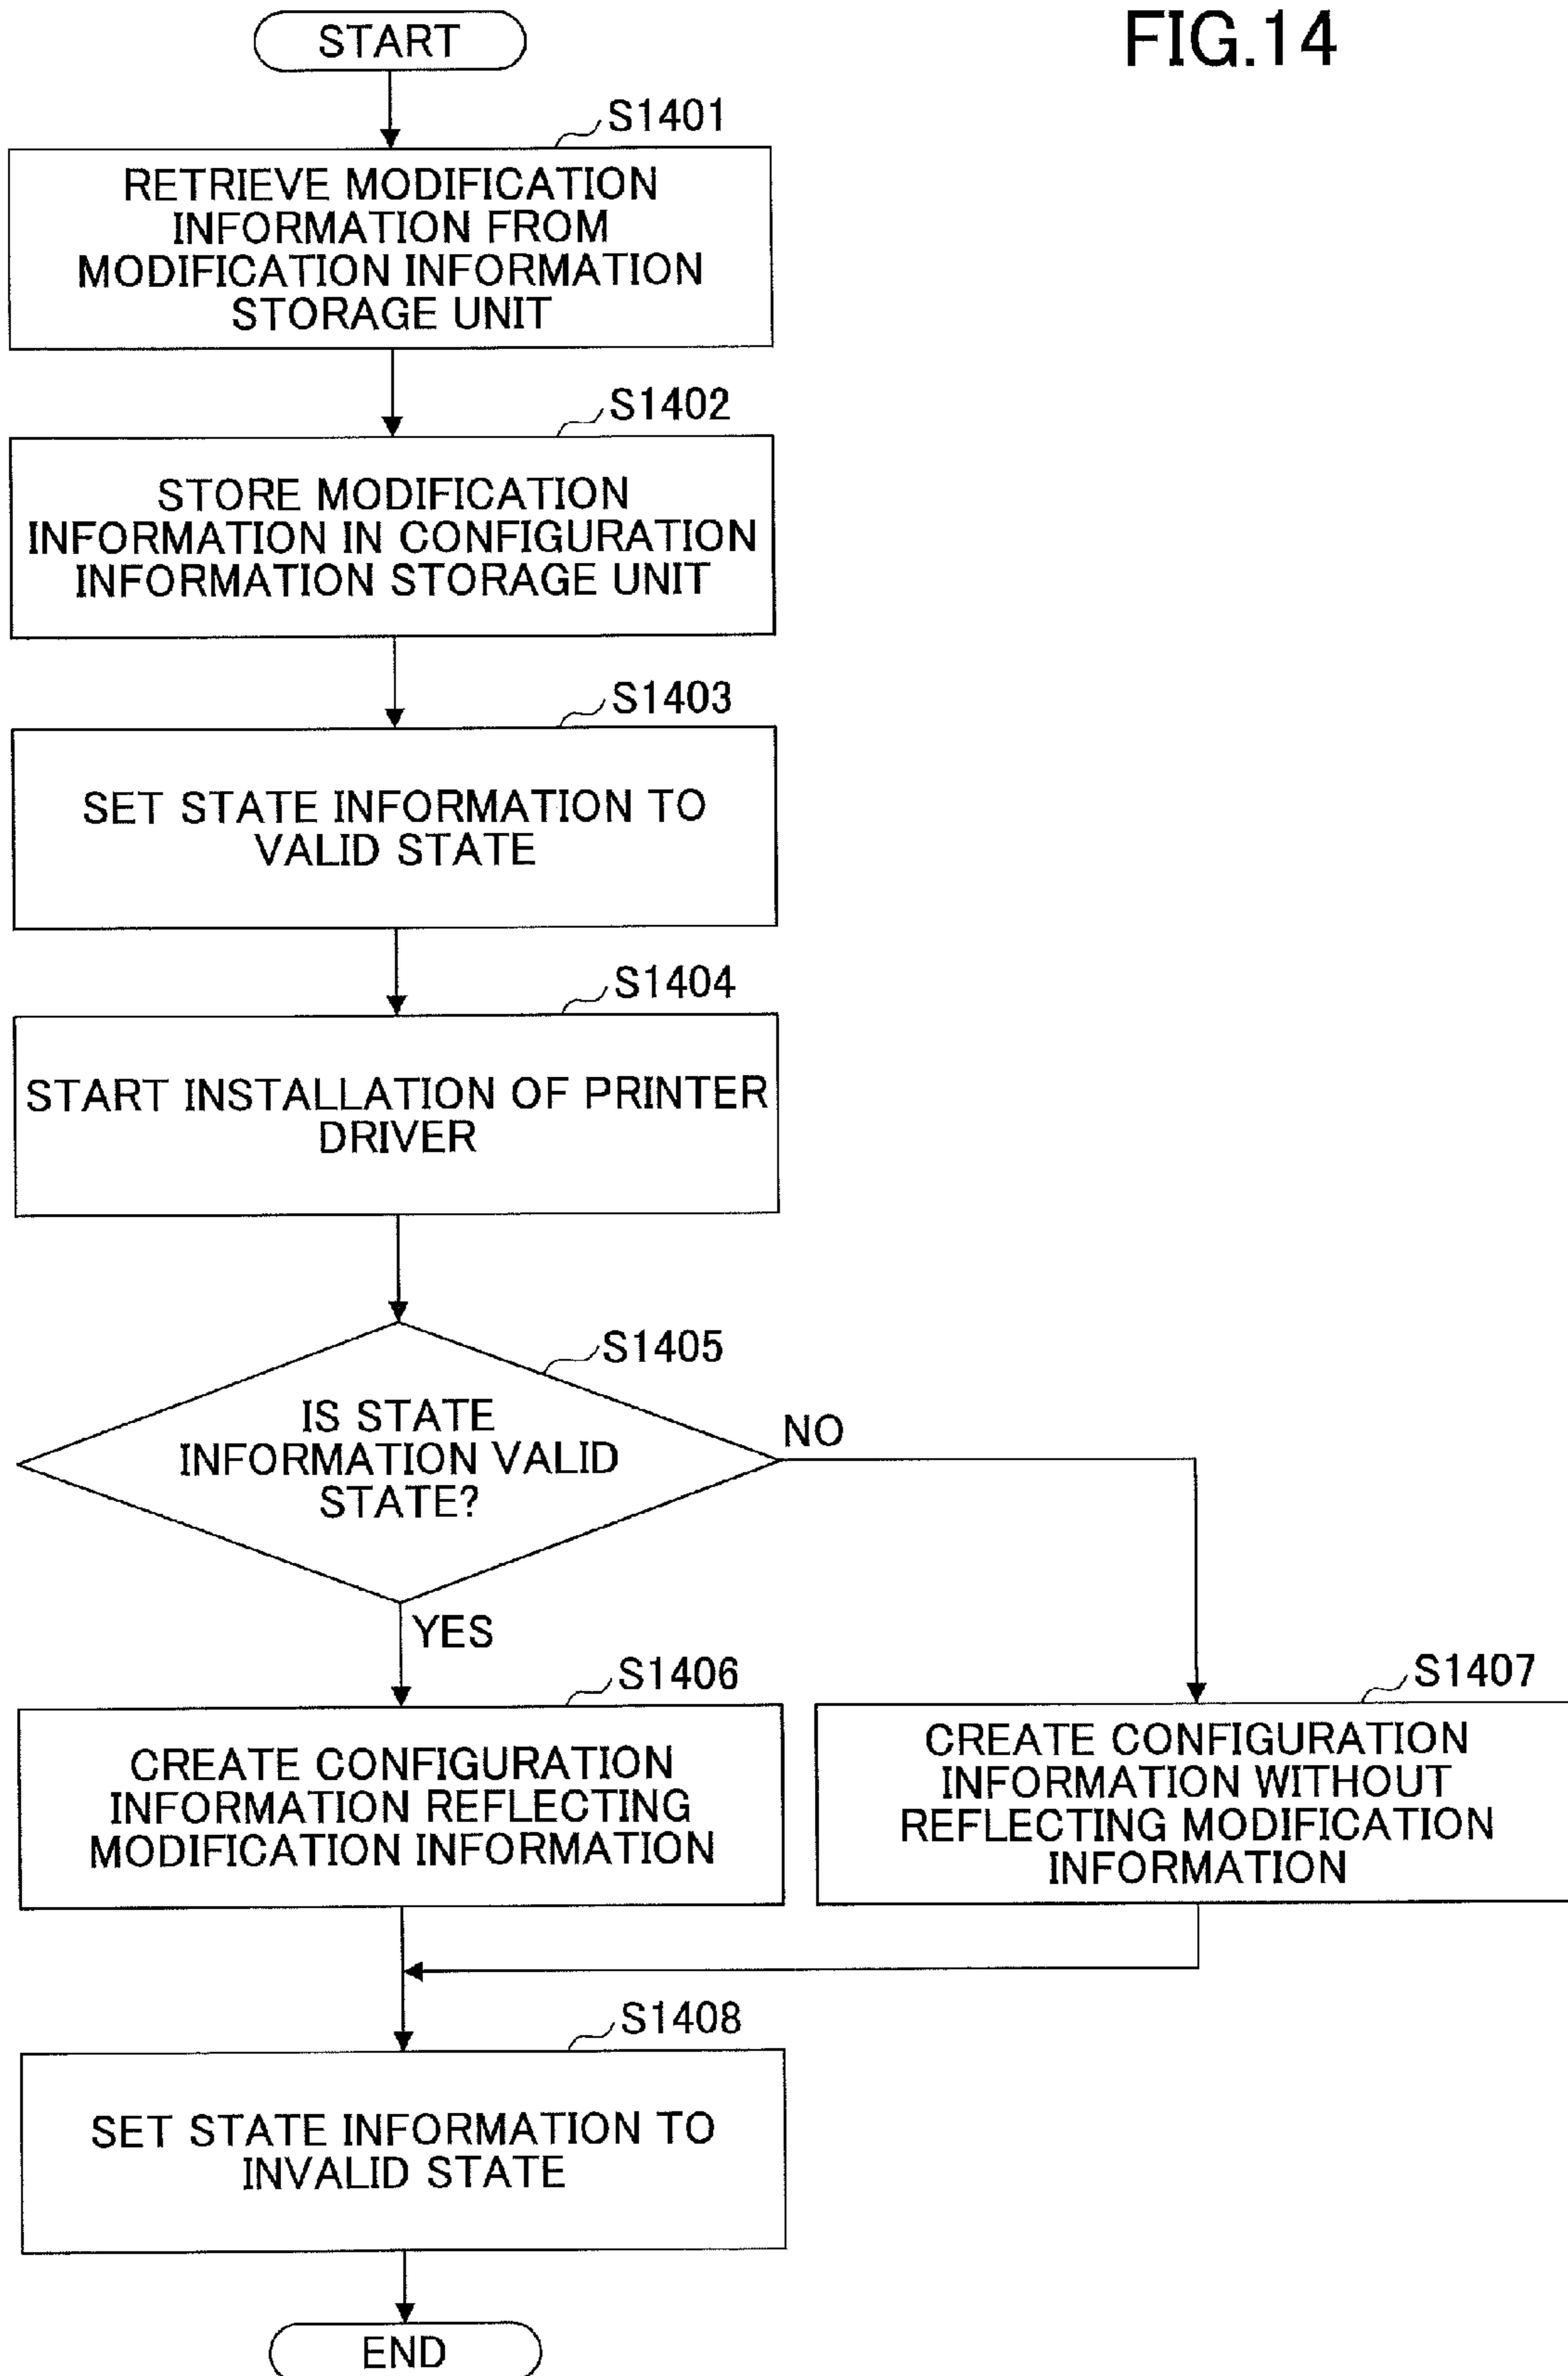 FIG.14
START
S1401
RETRIEVE MODIFICATION
INFORMATION FROM
MODIFICATION INFORMATION
STORAGE UNIT
S1402
STORE MODIFICATION
INFORMATION IN CONFIGURATION
INFORMATION STORAGE UNIT
S1403
SET STATE INFORMATION TO
VALID STATE
S1404
START INSTALLATION OF PRINTER
DRIVER
S1405
IS STATE
INFORMATION VALID
STATE?
NO
YES
S1406
CREATE CONFIGURATION
INFORMATION REFLECTING
MODIFICATION INFORMATION
S1407
CREATE CONFIGURATION
INFORMATION WITHOUT
REFLECTING MODIFICATION
INFORMATION
S1408
SET STATE INFORMATION TO
INVALID STATE
END